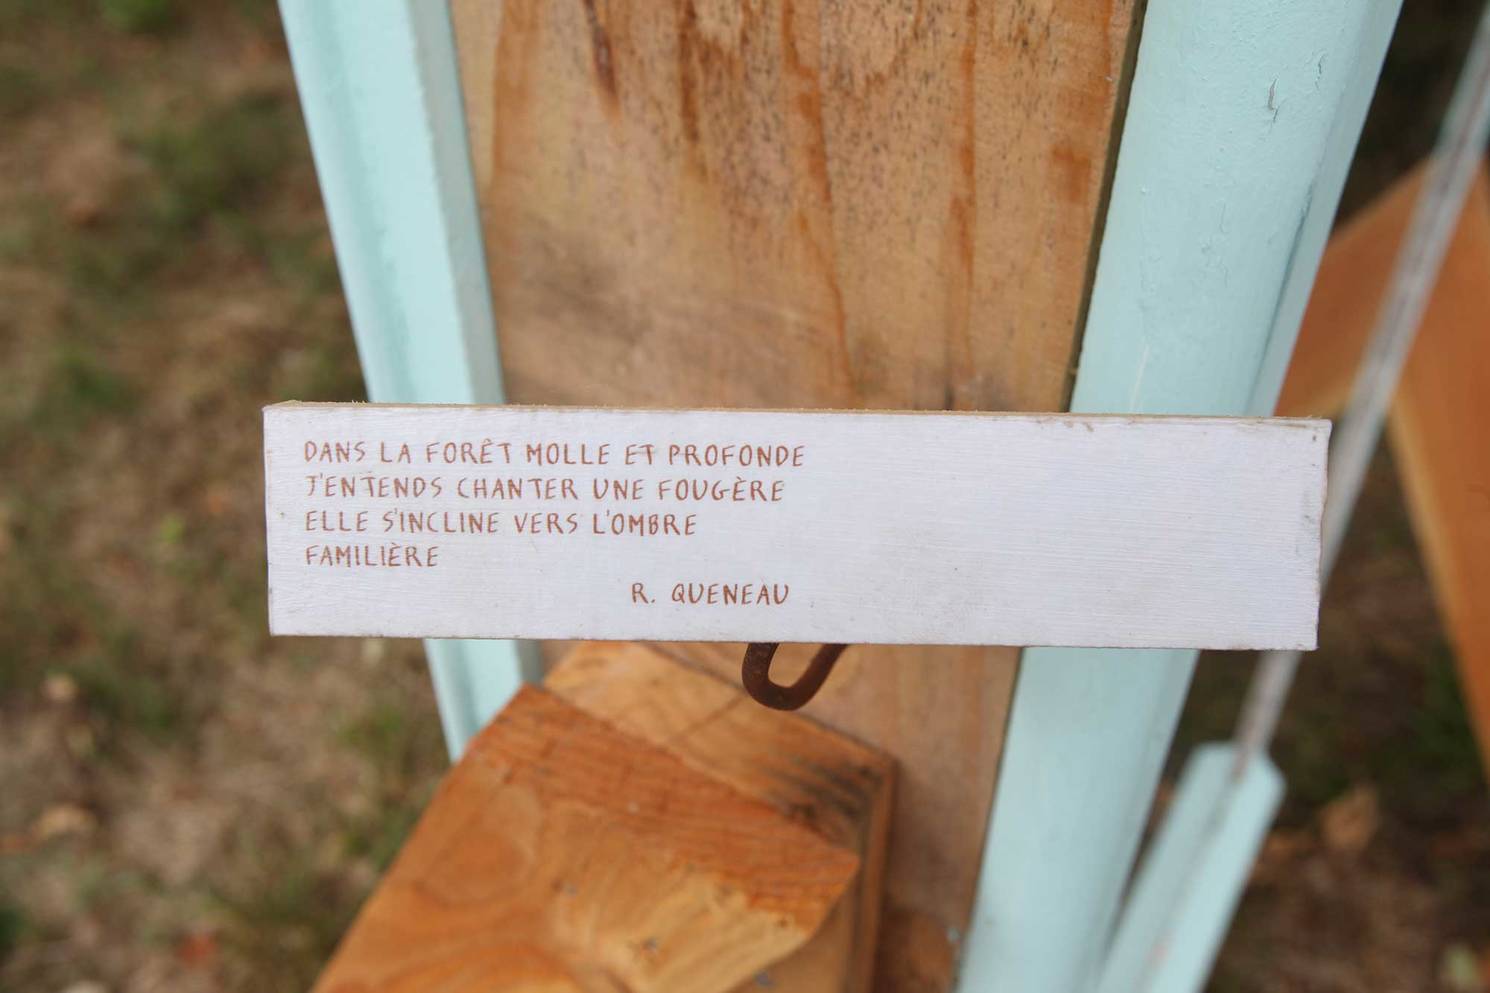 DANS LA FORÊT MOLLE ET PROFONDE
J'ENTENDS CHANTER UNE FOUGÈRE
ELLE S'INCLINE VERS L'OMBRE
FAMILIÈRE
R. QUENEAU